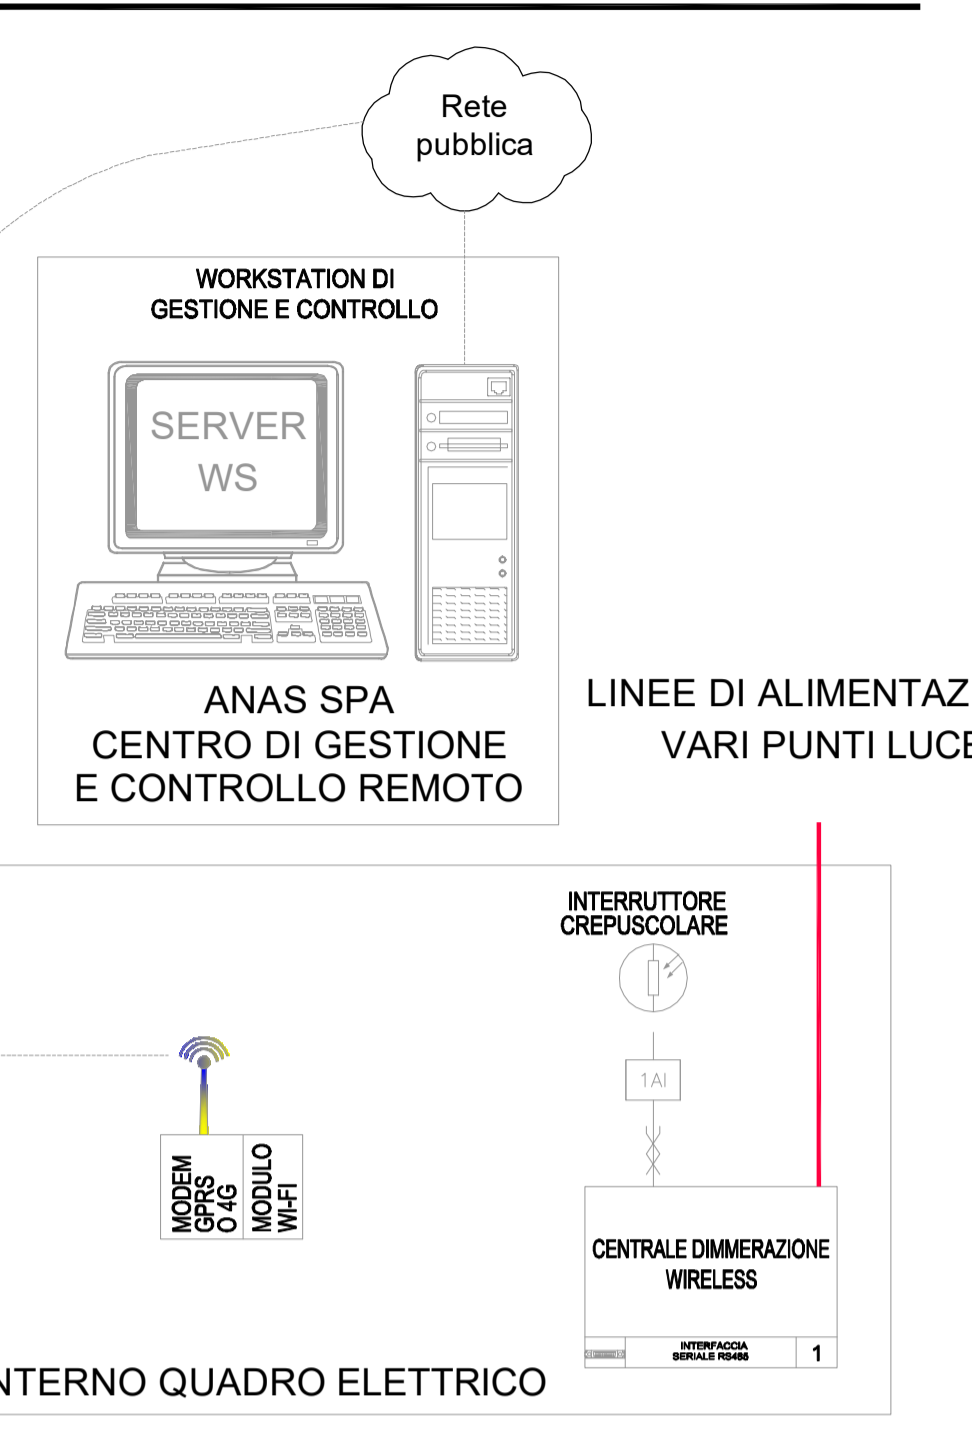 Rete
pubblica
WORKSTATION DI
GESTIONE E CONTROLLO
SERVER
WS
ANAS SPA
CENTRO DI GESTIONE
E CONTROLLO REMOTO
LINEE DI ALIMENTAZ
VARI PUNTI LUCE
INTERRUTTORE
CREPUSCOLARE
1AI
MODEM
GPRS
O 4G
MODULO
WI-FI
CENTRALE DIMMERAZIONE
WIRELESS
INTERFACCIA
SERIALE RS485
1
NTERNO QUADRO ELETTRICO